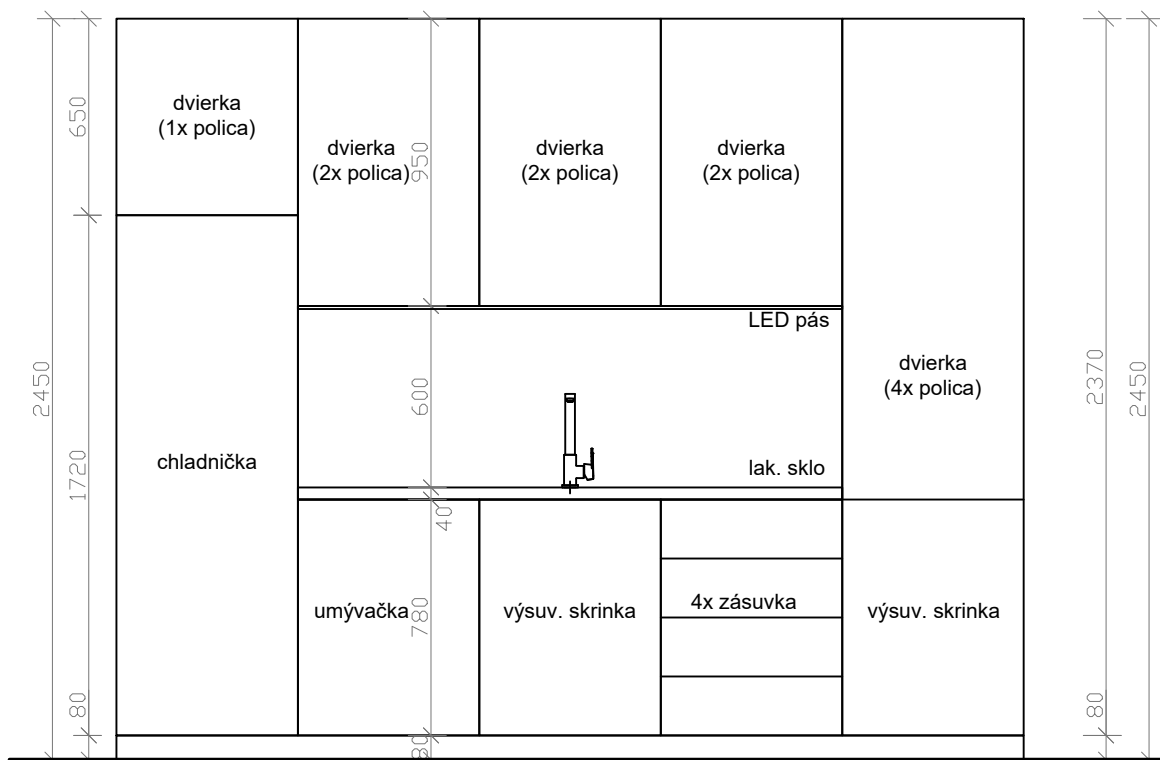 dvierka
(1x polica)
dvierka
(2x polica)
dvierka
(2x polica)
dvierka
(2x polica)
LED pás
dvierka
(4x polica)
chladnička
lak. sklo
umývačka
výsuv. skrinka
4x zásuvka
výsuv. skrinka
2450
650
1720
80
950
600
40
780
80
2370
80
2450